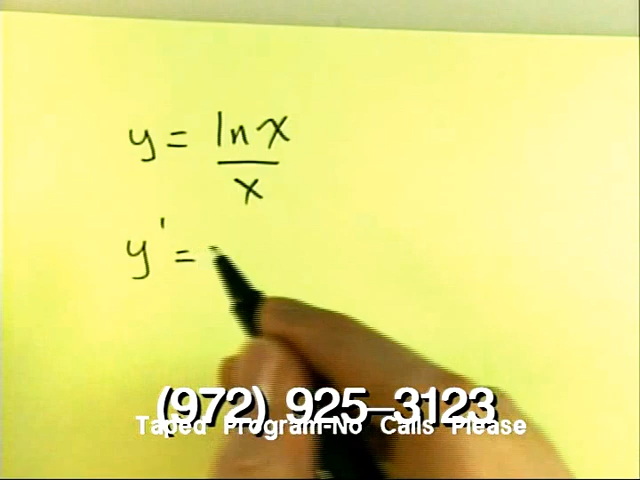 y = ln x / x
y' =
(972) 925-3123
Taped Program-No Calls Please